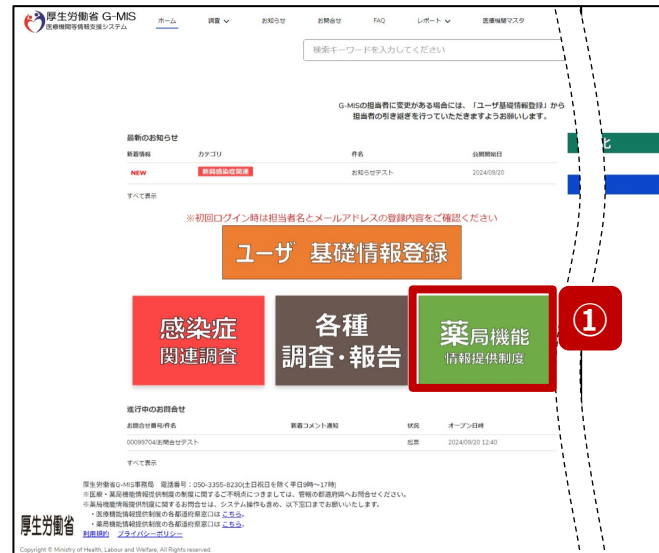 厚生労働省 G-MIS
医療機関等情報支援システム
ホーム 調査 お知らせ お問合せ FAQ レポート 医療機関マスタ
検索キーワードを入力してください
G-MISの担当者に変更がある場合には、「ユーザ基礎情報登録」から
担当者の引き継ぎを行っていただきますようお願いします。
化
最新のお知らせ
新着情報 カテゴリ 件名 公開開始日
NEW 新興感染症関連 お知らせテスト 2024/09/20
すべて表示
※初回ログイン時は担当者名とメールアドレスの登録内容をご確認ください
ユーザ 基礎情報登録
感染症
関連調査
各種
調査・報告
薬局機能
情報提供制度
①
進行中のお問合せ
お問合せ番号/件名 新着コメント通知 状況 オープン日時
00099704/お問合せテスト 起票 2024/09/20 12:40
すべて表示
厚生労働省G-MIS事務局 電話番号：050-3355-8230(土日祝日を除く平日9時～17時)
※医療・薬局機能情報提供制度の制度に関するご不明点につきましては、管轄の都道府県へお問合せください。
※薬局機能情報提供制度に関するお問合せは、システム操作も含め、以下窓口までお願いいたします。
・医療機能情報提供制度の各都道府県窓口は こちら。
・薬局機能情報提供制度の各都道府県窓口は こちら。
厚生労働省
利用規約 プライバシーポリシー
Copyright © Ministry of Health, Labour and Welfare, All Rights reserved.